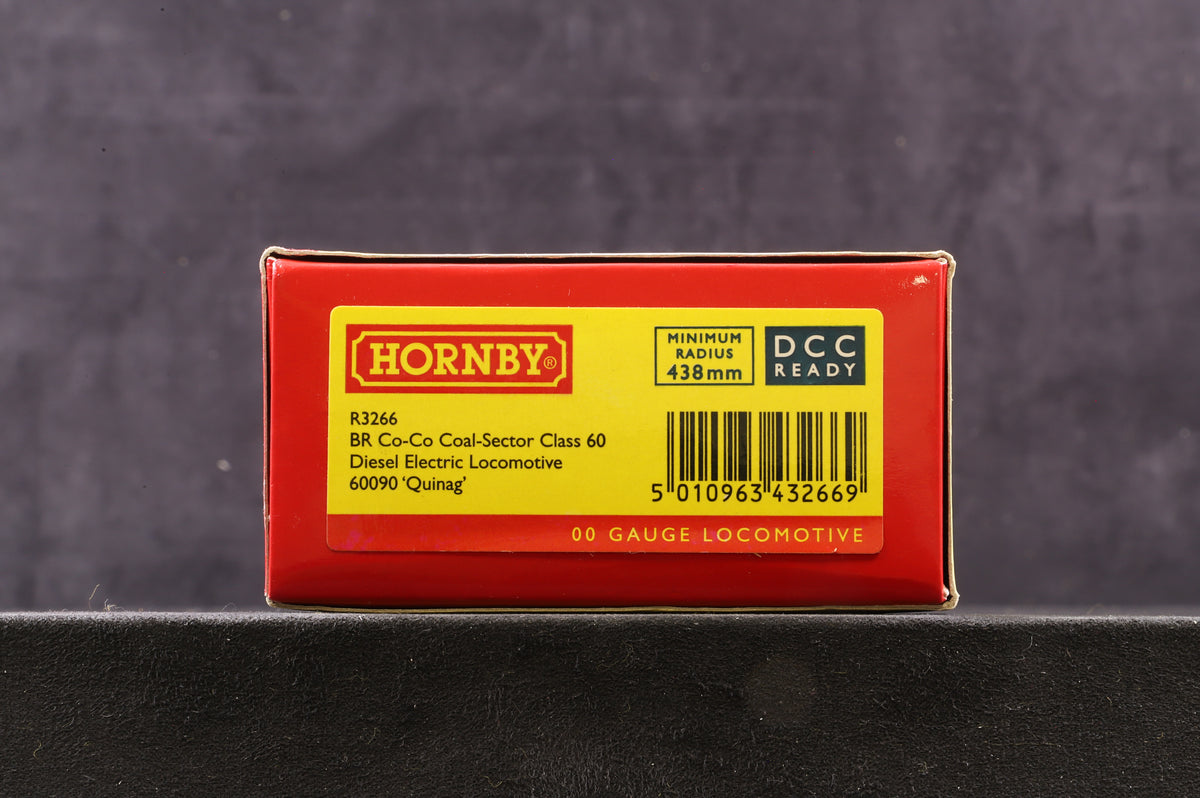 HORNBY®
MINIMUM
RADIUS
438mm
DCC
READY
R3266
BR Co-Co Coal-Sector Class 60
Diesel Electric Locomotive
60090 ‘Quinag’
5 010963 432669
00 GAUGE LOCOMOTIVE